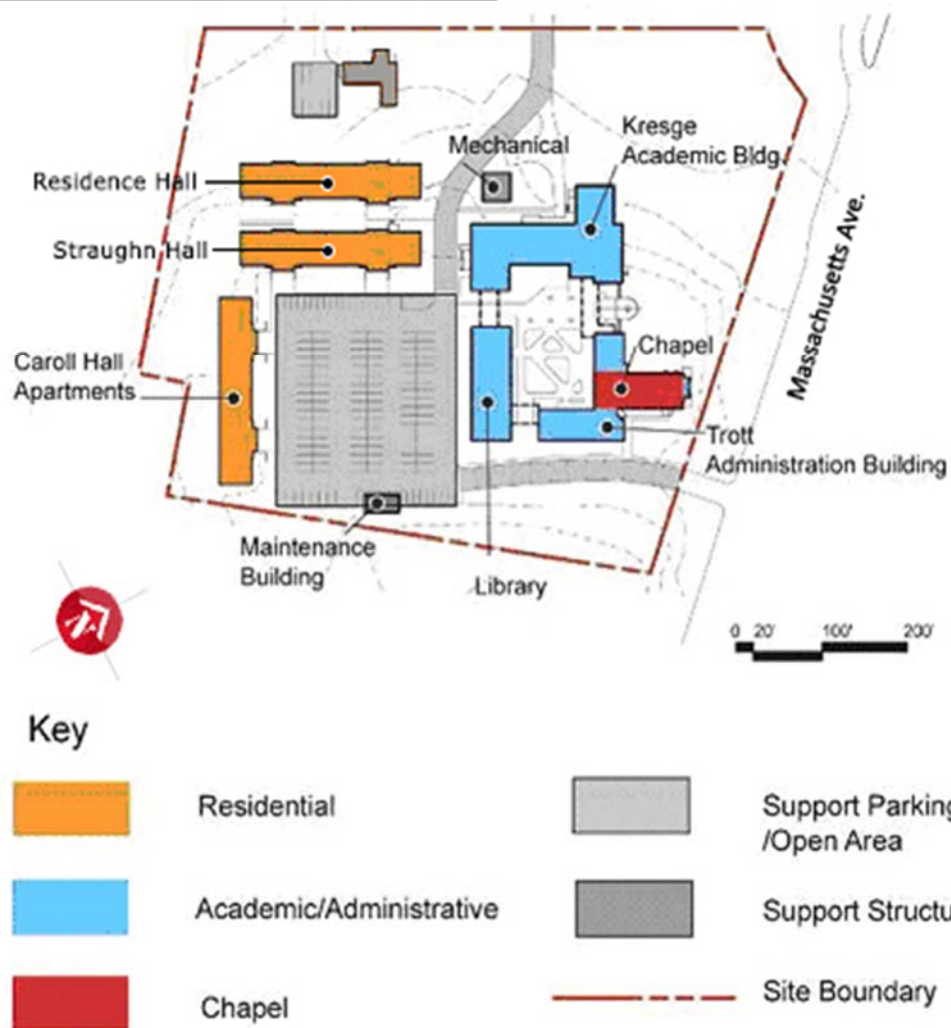 Kresge
Academic Bldg.
Mechanical
Residence Hall
Straughn Hall
Massachusetts Ave.
Chapel
Caroll Hall
Apartments
Trott
Administration Building
Maintenance
Building
Library
0 20' 100' 200'
Key
Residential
Support Parking
/Open Area
Academic/Administrative
Support Structu
Chapel
Site Boundary